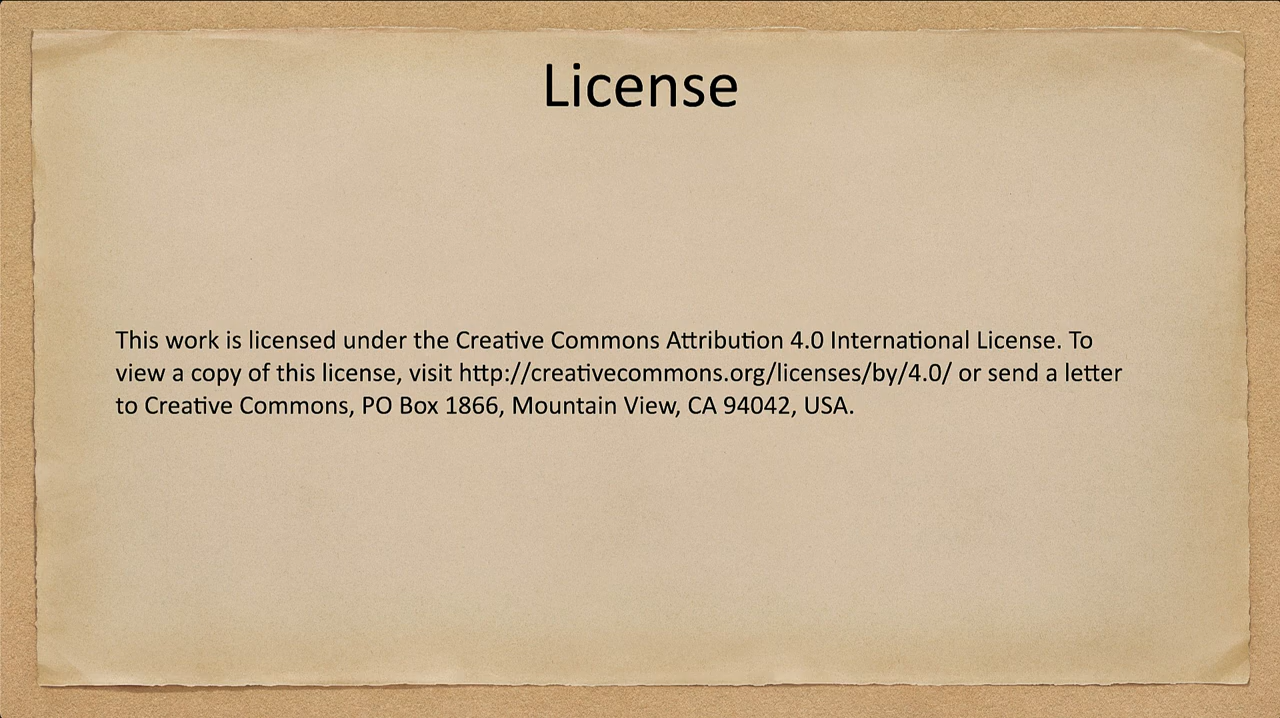 License
This work is licensed under the Creative Commons Attribution 4.0 International License. To
view a copy of this license, visit http://creativecommons.org/licenses/by/4.0/ or send a letter
to Creative Commons, PO Box 1866, Mountain View, CA 94042, USA.